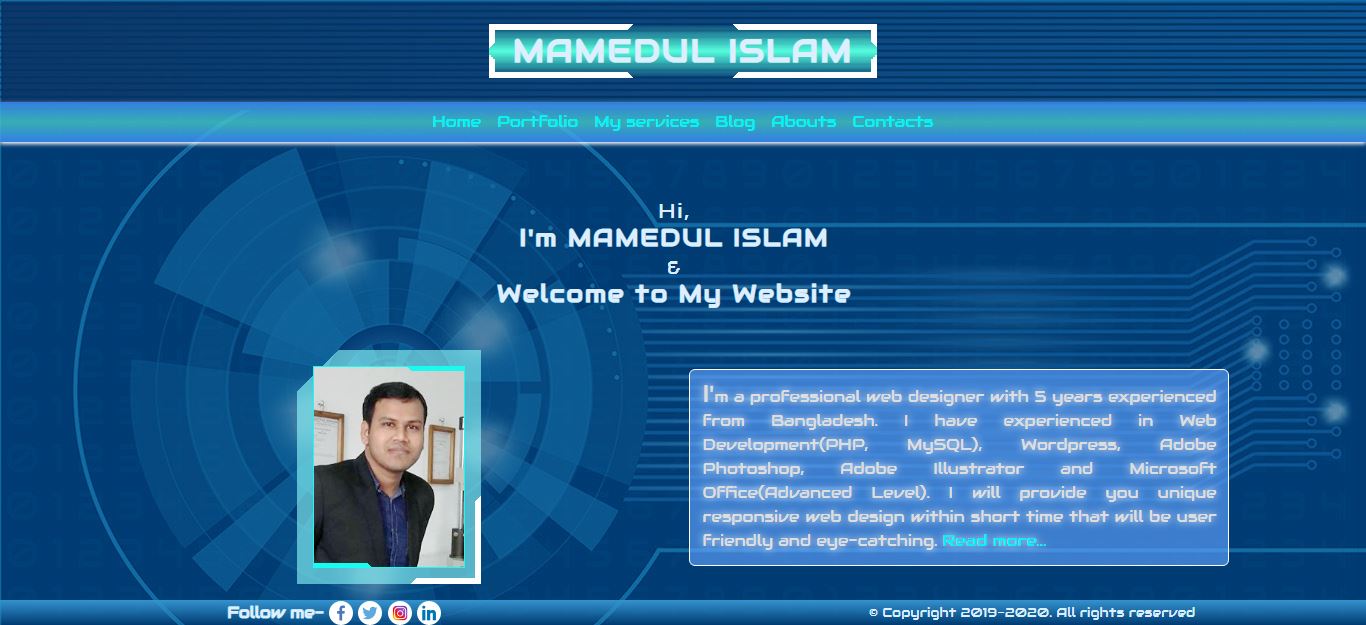 MAMEDUL ISLAM
Home Portfolio My services Blog Abouts Contacts
Hi,
I'm MAMEDUL ISLAM
&
Welcome to My Website
I'm a professional web designer with 5 years experienced
from Bangladesh. I have experienced in Web
Development(PHP, MySQL), Wordpress, Adobe
Photoshop, Adobe Illustrator and Microsoft
Office(Advanced Level). I will provide you unique
responsive web design within short time that will be user
friendly and eye-catching. Read more...
Follow me-
© Copyright 2019-2020. All rights reserved